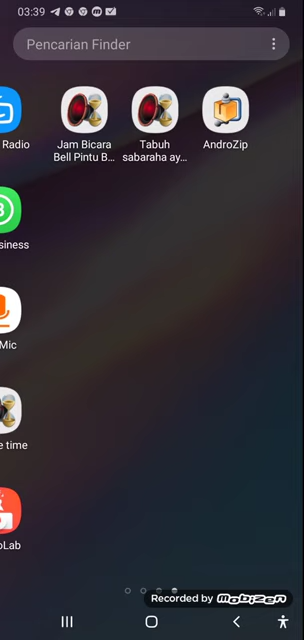 03:39
Pencarian Finder
Radio
Jam Bicara
Bell Pintu B...
Tabuh
sabaraha ay...
AndroZip
siness
Mic
e time
oLab
Recorded by mobizen